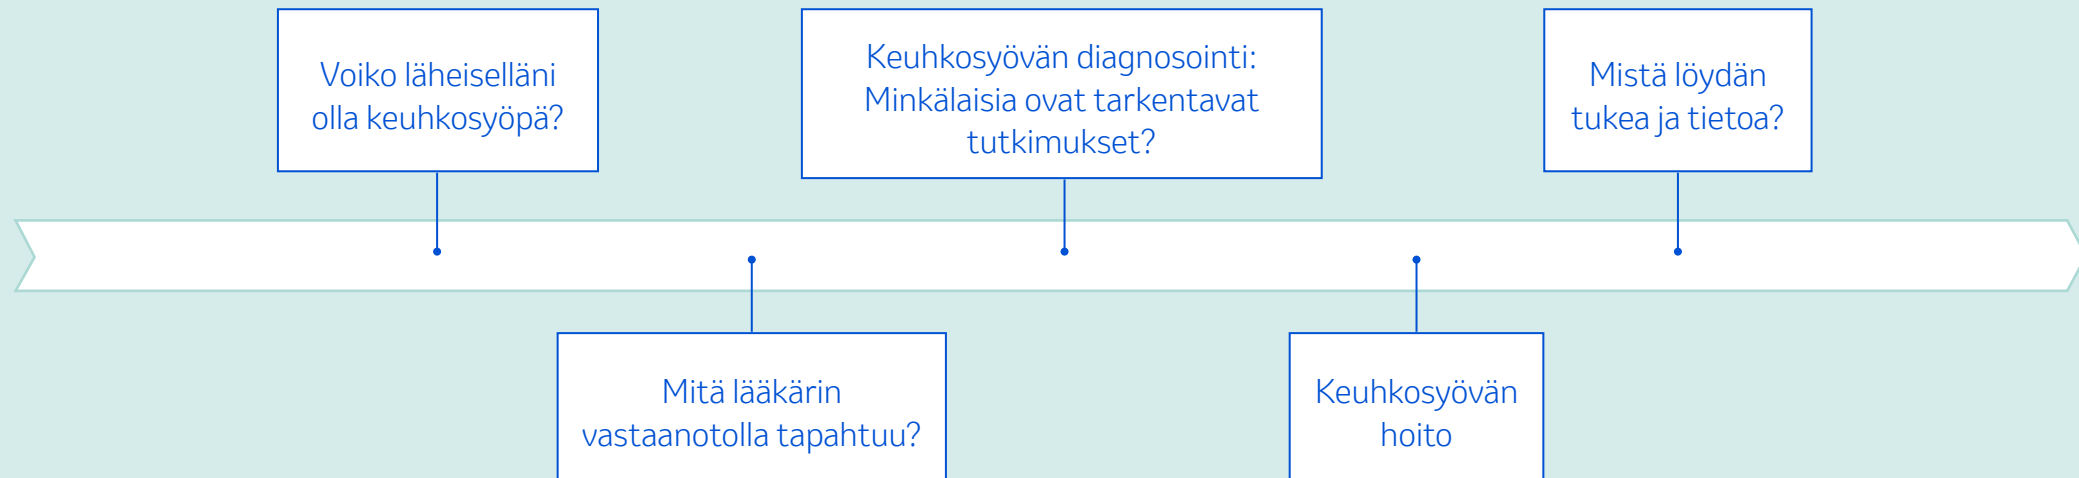 Voiko läheiselläni
olla keuhkosyöpä?
Mitä lääkärin
vastaanotolla tapahtuu?
Keuhkosyövän diagnosointi:
Minkälaisia ovat tarkentavat
tutkimukset?
Keuhkosyövän
hoito
Mistä löydän
tukea ja tietoa?